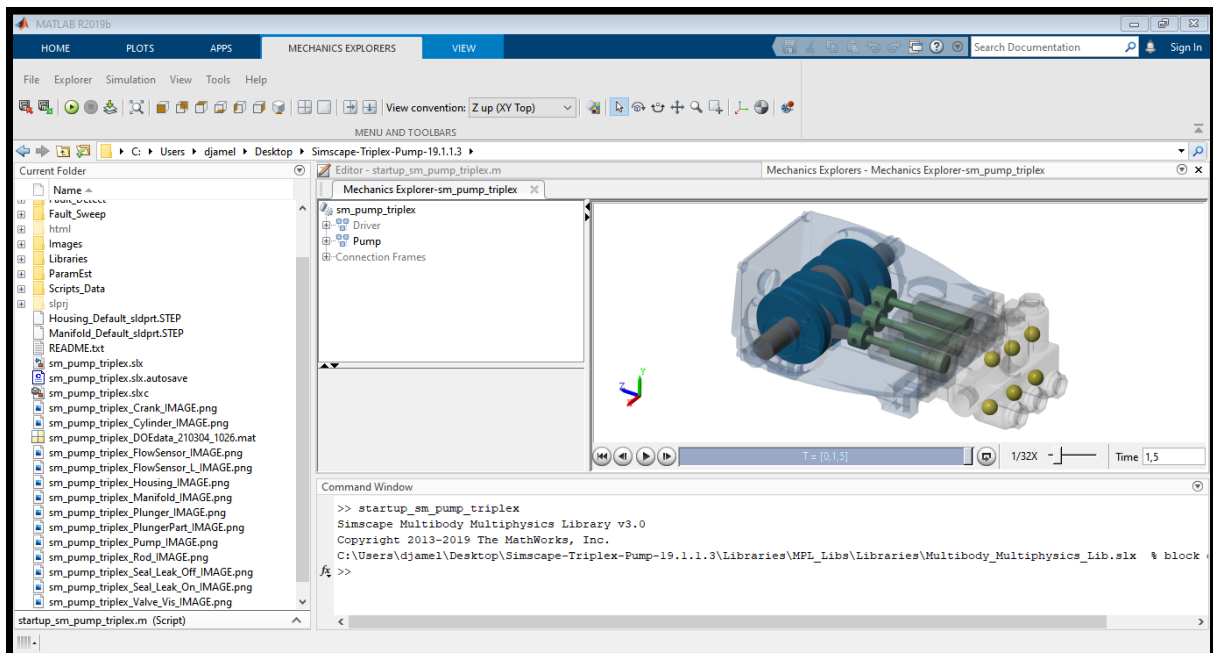 MATLAB R2019b
HOME PLOTS APPS MECHANICS EXPLORERS VIEW Search Documentation Sign In
File Explorer Simulation View Tools Help
View convention: Z up (XY Top)
MENU AND TOOLBARS
C: Users djamel Desktop Simscape-Triplex-Pump-19.1.1.3
Current Folder
Name
Fault_Detect
Fault_Sweep
html
Images
Libraries
ParamEst
Scripts_Data
slprj
Housing_Default_sldprt.STEP
Manifold_Default_sldprt.STEP
README.txt
sm_pump_triplex.slx
sm_pump_triplex.slx.autosave
sm_pump_triplex.slxc
sm_pump_triplex_Crank_IMAGE.png
sm_pump_triplex_Cylinder_IMAGE.png
sm_pump_triplex_DOEdata_210304_1026.mat
sm_pump_triplex_FlowSensor_IMAGE.png
sm_pump_triplex_FlowSensor_L_IMAGE.png
sm_pump_triplex_Housing_IMAGE.png
sm_pump_triplex_Manifold_IMAGE.png
sm_pump_triplex_Plunger_IMAGE.png
sm_pump_triplex_PlungerPart_IMAGE.png
sm_pump_triplex_Pump_IMAGE.png
sm_pump_triplex_Rod_IMAGE.png
sm_pump_triplex_Seal_Leak_Off_IMAGE.png
sm_pump_triplex_Seal_Leak_On_IMAGE.png
sm_pump_triplex_Valve_Vis_IMAGE.png
startup_sm_pump_triplex.m (Script)
Editor - startup_sm_pump_triplex.m
Mechanics Explorers - Mechanics Explorer-sm_pump_triplex
Mechanics Explorer-sm_pump_triplex
sm_pump_triplex
Driver
Pump
Connection Frames
y
z
x
T = [0,1,5]
1/32X
Time 1,5
Command Window
>> startup_sm_pump_triplex
Simscape Multibody Multiphysics Library v3.0
Copyright 2013-2019 The MathWorks, Inc.
C:\Users\djamel\Desktop\Simscape-Triplex-Pump-19.1.1.3\Libraries\MPL_Libs\Libraries\Multibody_Multiphysics_Lib.slx % block
fx >>